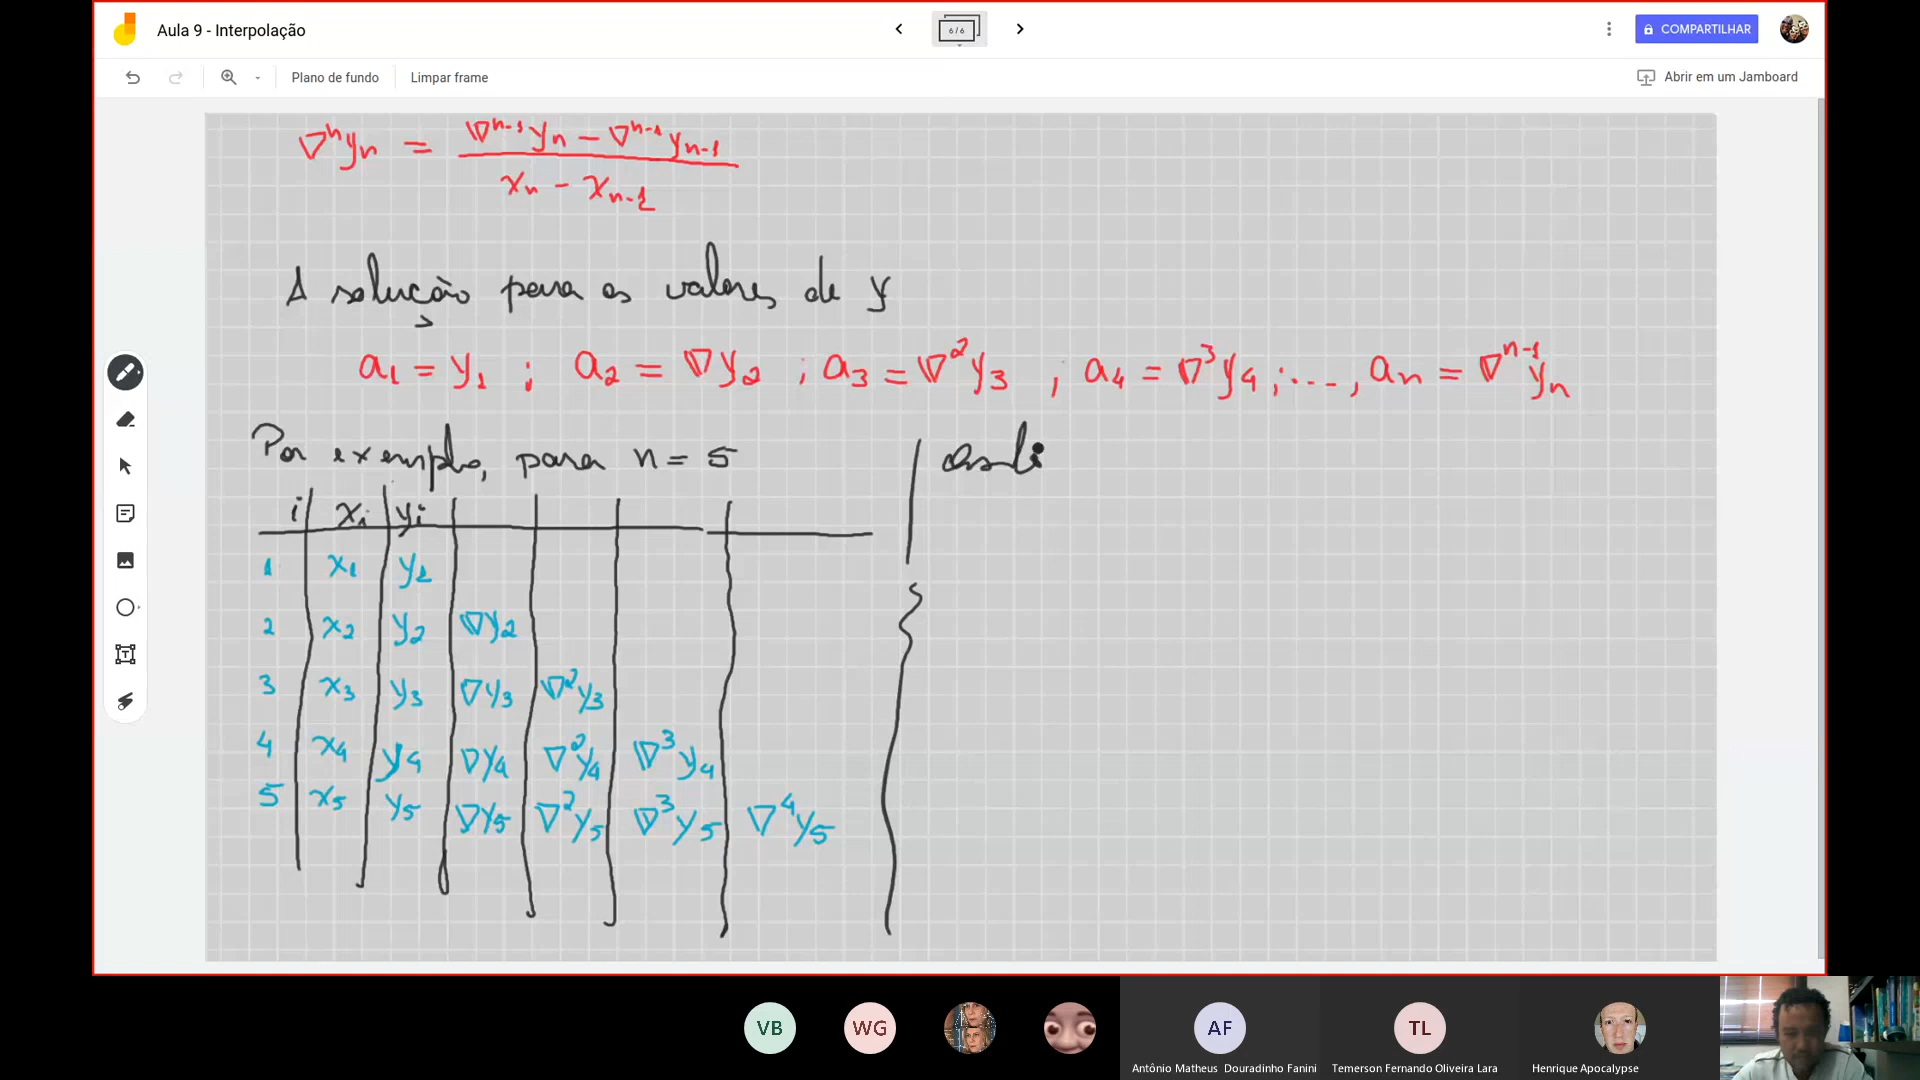 Aula 9 - Interpolação
6/6
COMPARTILHAR
Plano de fundo
Limpar frame
Abrir em um Jamboard
∇ⁿyₙ = (∇ⁿ⁻¹yₙ − ∇ⁿ⁻¹yₙ₋₁) / (xₙ − xₙ₋₁)
A solução para os valores de y
a₁ = y₁ ; a₂ = ∇y₂ ; a₃ = ∇²y₃ ; a₄ = ∇³y₄ ; ..., aₙ = ∇ⁿ⁻¹yₙ
Por exemplo, para n = 5
i xᵢ yᵢ
1 x₁ y₁
2 x₂ y₂ ∇y₂
3 x₃ y₃ ∇y₃ ∇²y₃
4 x₄ y₄ ∇y₄ ∇²y₄ ∇³y₄
5 x₅ y₅ ∇y₅ ∇²y₅ ∇³y₅ ∇⁴y₅
VB
WG
AF
TL
Antônio Matheus Douradinho Fanini
Temerson Fernando Oliveira Lara
Henrique Apocalypse